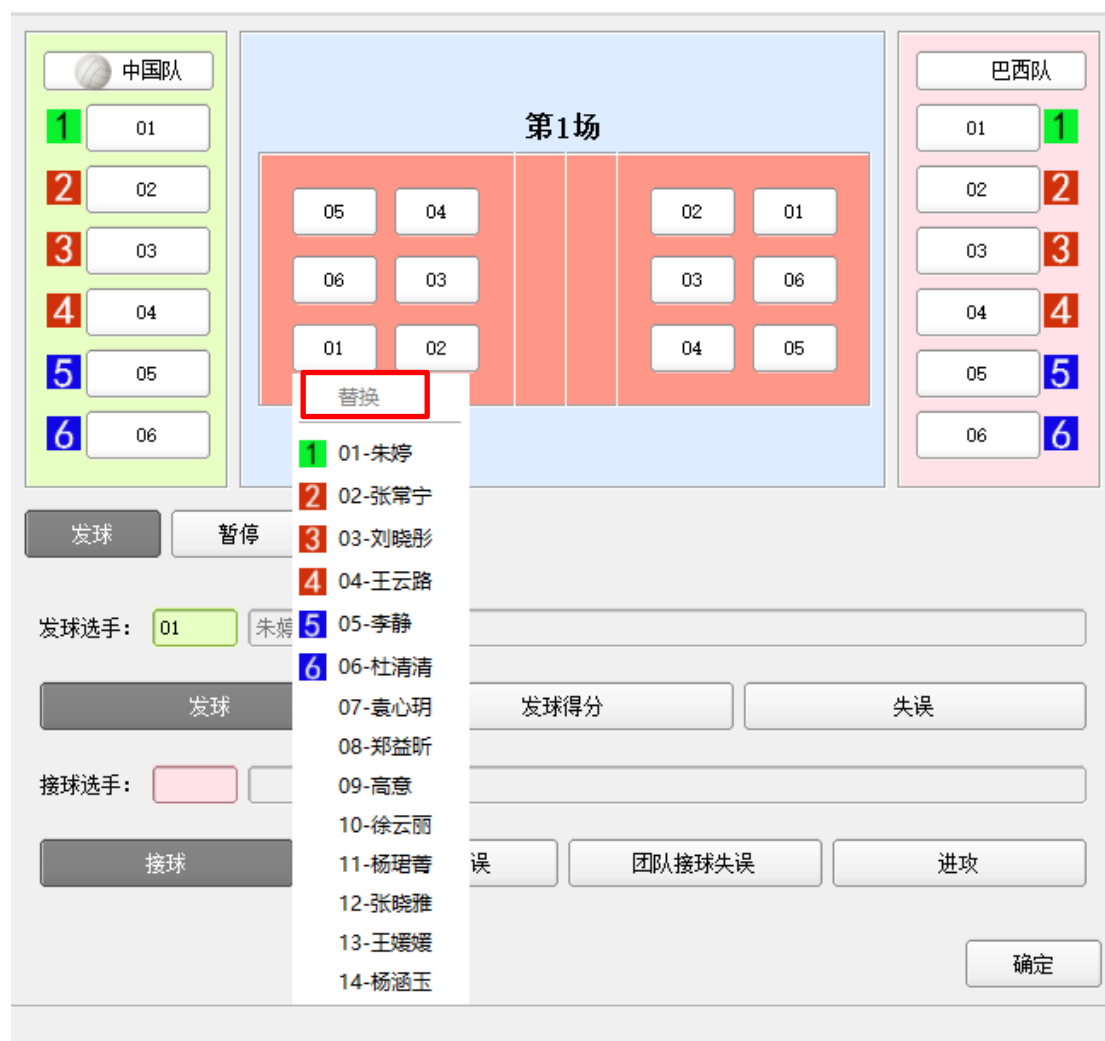 中国队
巴西队
1 01
01 1
第1场
2 02
02 2
05 04
02 01
3 03
03 3
06 03
03 06
4 04
04 4
01 02
04 05
5 05
05 5
替换
6 06
06 6
1 01-朱婷
2 02-张常宁
3 03-刘晓彤
4 04-王云路
5 05-李静
6 06-杜清清
07-袁心玥
08-郑益昕
09-高意
10-徐云丽
11-杨珺菁
12-张晓雅
13-王媛媛
14-杨涵玉
发球 暂停
发球选手： 01 朱婷
发球 发球得分 失误
接球选手：
接球 误 团队接球失误 进攻
确定